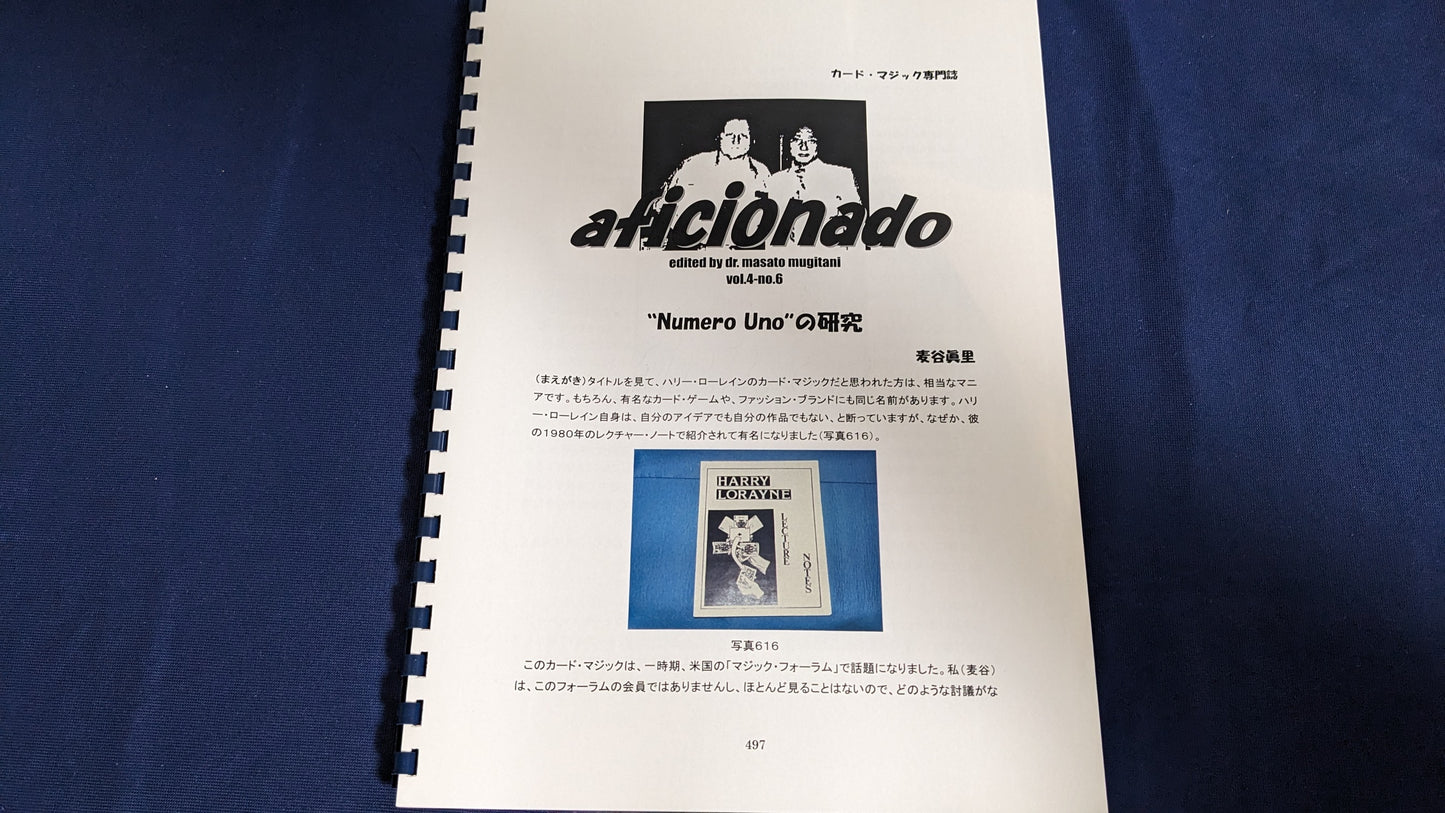 カード・マジック専門誌
aficionado
edited by dr. masato mugitani
vol.4-no.6
“Numero Uno”の研究
麦谷眞里
（まえがき）タイトルを見て、ハリー・ローレインのカード・マジックだと思われた方は、相当なマニ
アです。もちろん、有名なカード・ゲームや、ファッション・ブランドにも同じ名前があります。ハリ
ー・ローレイン自身は、自分のアイデアでも自分の作品でもない、と断っていますが、なぜか、彼
の1980年のレクチャー・ノートで紹介されて有名になりました（写真616）。
HARRY
LORAYNE
LECTURE
NOTES
写真616
このカード・マジックは、一時期、米国の「マジック・フォーラム」で話題になりました。私（麦谷）
は、このフォーラムの会員ではありませんし、ほとんど見ることはないので、どのような討議がな
497